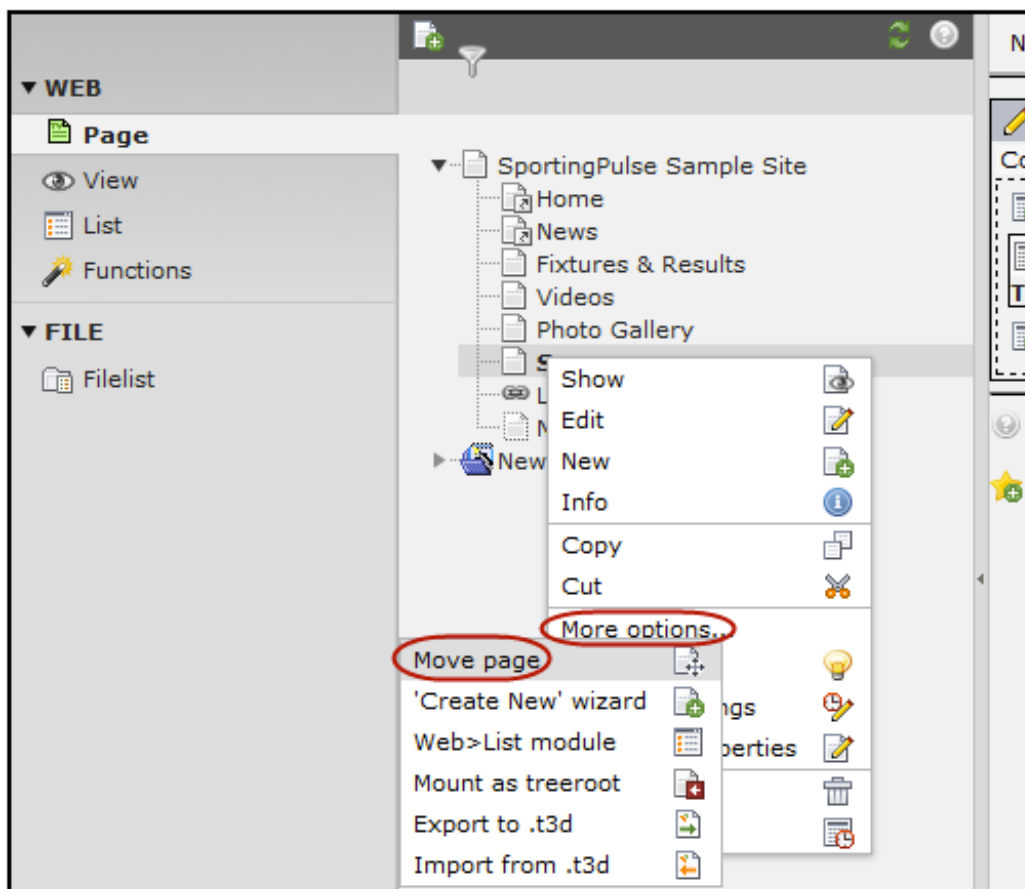 WEB
Page
View
List
Functions
FILE
Filelist
SportingPulse Sample Site
Home
News
Fixtures & Results
Videos
Photo Gallery
New
Show
Edit
New
Info
Copy
Cut
More options...
Move page
'Create New' wizard
Web>List module
Mount as treeroot
Export to .t3d
Import from .t3d